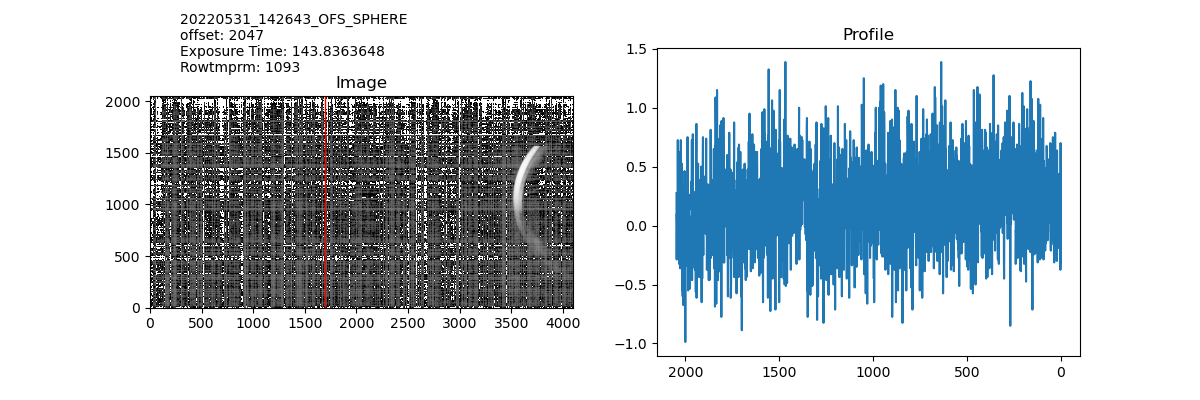 20220531_142643_OFS_SPHERE
offset: 2047
Exposure Time: 143.8363648
Rowtmprm: 1093
Image
2000
1500
1000
500
0
0 500 1000 1500 2000 2500 3000 3500 4000
Profile
1.5
1.0
0.5
0.0
−0.5
−1.0
2000 1500 1000 500 0